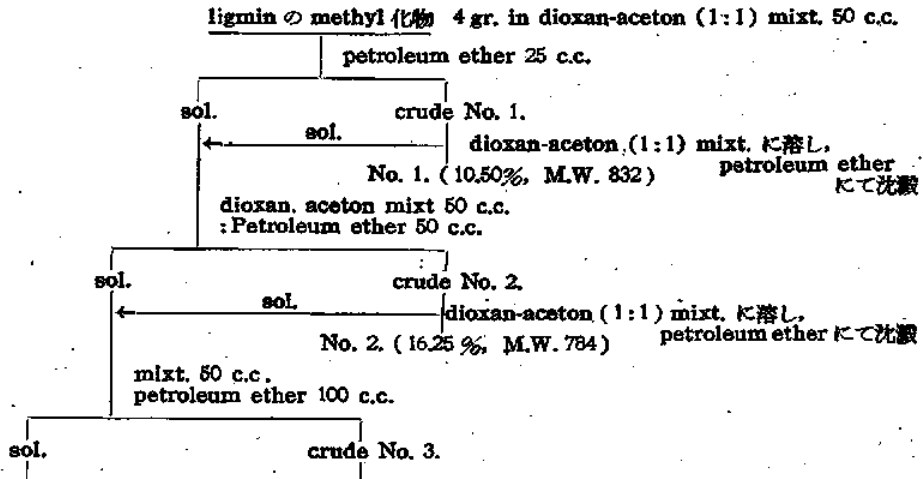 ligmin の methyl 化物 4 gr. in dioxan-aceton (1:1) mixt. 50 c.c.
petroleum ether 25 c.c.
sol. crude No. 1.
sol. dioxan-aceton (1:1) mixt. に溶し,
No. 1. (10.50%, M.W. 832) petroleum ether
にて沈澱
dioxan. aceton mixt 50 c.c.
:Petroleum ether 50 c.c.
sol. crude No. 2.
sol. dioxan-aceton (1:1) mixt. に溶し,
No. 2. (16.25 %, M.W. 784) petroleum ether にて沈澱
mixt. 50 c.c.
petroleum ether 100 c.c.
sol. crude No. 3.